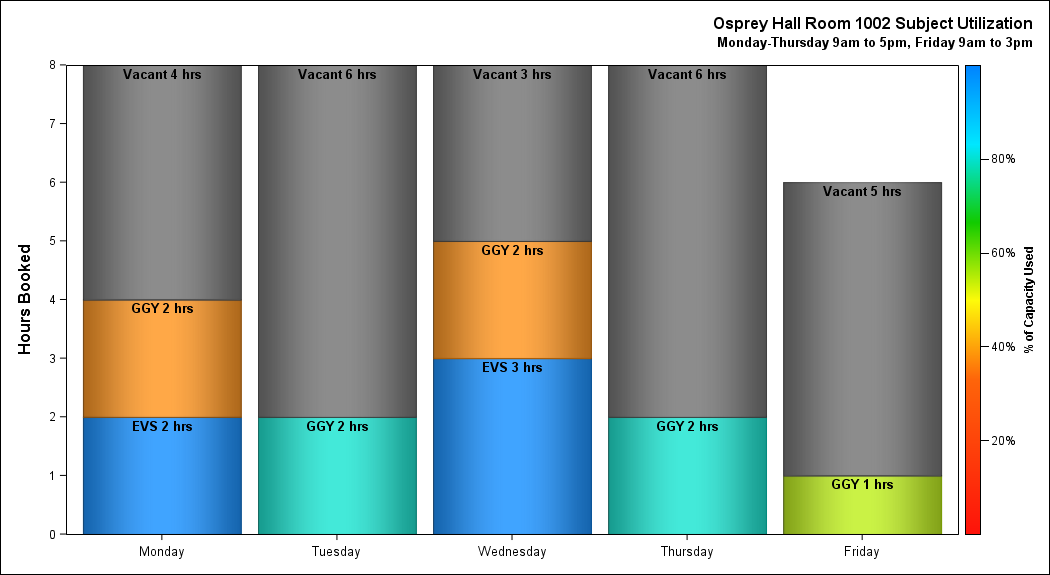 Osprey Hall Room 1002 Subject Utilization
Monday-Thursday 9am to 5pm, Friday 9am to 3pm
Hours Booked
8
7
6
5
4
3
2
1
0
Vacant 4 hrs
GGY 2 hrs
EVS 2 hrs
Vacant 6 hrs
GGY 2 hrs
Vacant 3 hrs
GGY 2 hrs
EVS 3 hrs
Vacant 6 hrs
GGY 2 hrs
Vacant 5 hrs
GGY 1 hrs
Monday
Tuesday
Wednesday
Thursday
Friday
80%
60%
40%
20%
% of Capacity Used